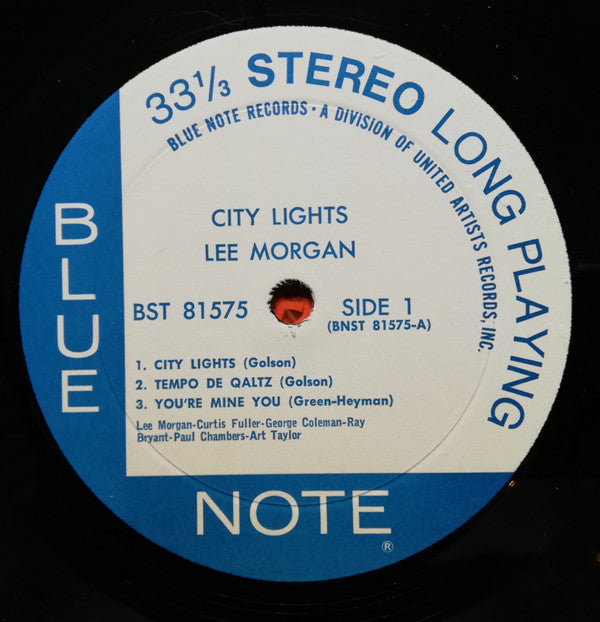 33 1/3 STEREO LONG PLAYING
BLUE NOTE RECORDS • A DIVISION OF UNITED ARTISTS RECORDS, INC.
CITY LIGHTS
LEE MORGAN
BST 81575
SIDE 1
(BNST 81575-A)
1. CITY LIGHTS (Golson)
2. TEMPO DE QALTZ (Golson)
3. YOU'RE MINE YOU (Green-Heyman)
Lee Morgan-Curtis Fuller-George Coleman-Ray
Bryant-Paul Chambers-Art Taylor
BLUE
NOTE
®